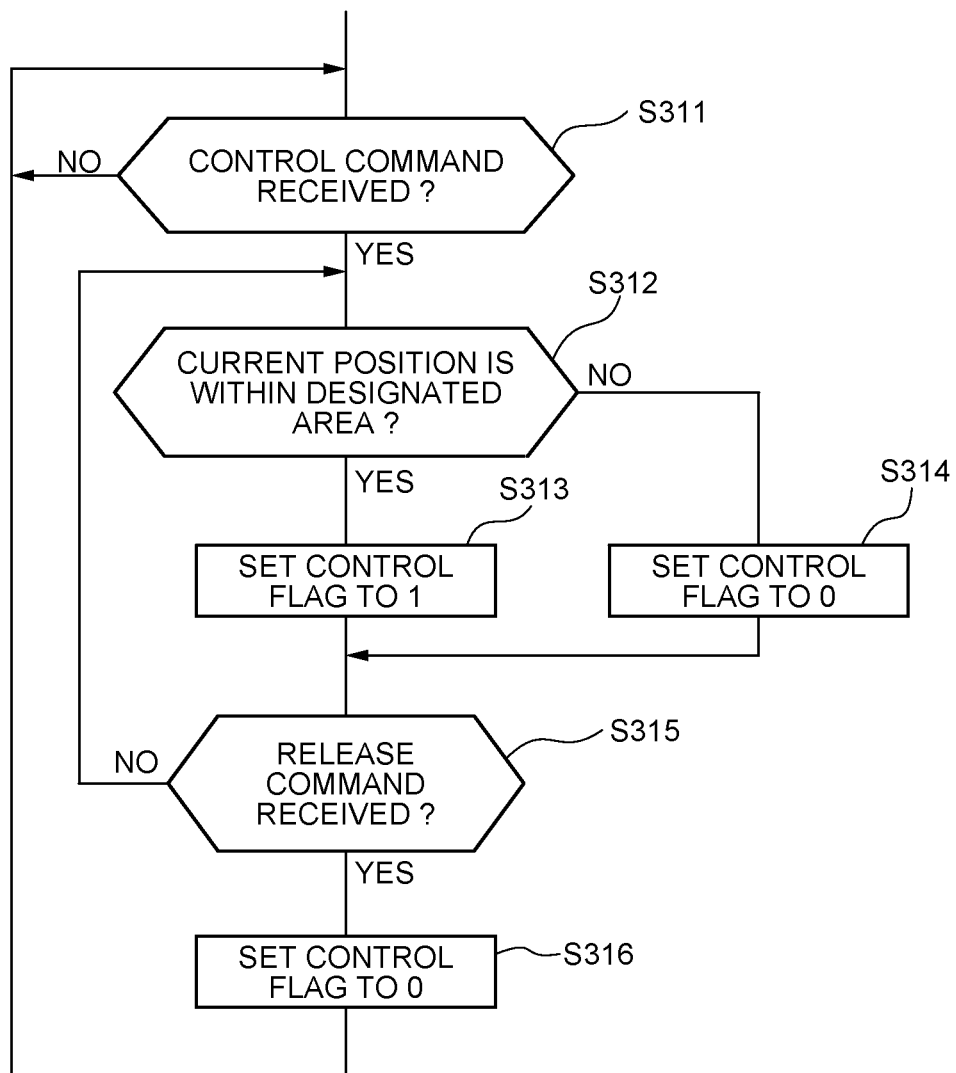 S311
CONTROL COMMAND
RECEIVED ?
NO
YES
S312
CURRENT POSITION IS
WITHIN DESIGNATED
AREA ?
NO
YES
S313
S314
SET CONTROL
FLAG TO 1
SET CONTROL
FLAG TO 0
S315
RELEASE
COMMAND
RECEIVED ?
NO
YES
S316
SET CONTROL
FLAG TO 0